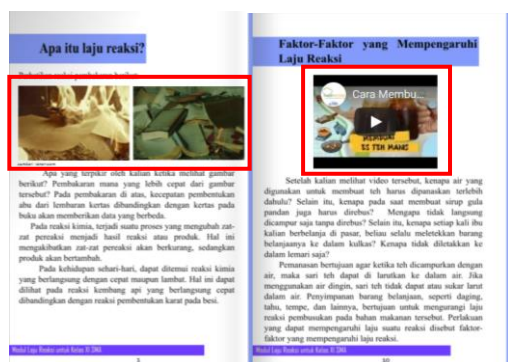 Apa itu laju reaksi?
Apa yang terpikir oleh kalian ketika melihat gambar
berikut? Pembakaran mana yang lebih cepat dari gambar
tersebut? Pada pembakaran di atas, kecepatan pembentukan
abu dari lembaran kertas dibandingkan dengan kertas pada
buku akan memberikan data yang berbeda.
Pada reaksi kimia, terjadi suatu proses yang mengubah zat-
zat pereaksi menjadi hasil reaksi atau produk. Hal ini
mengakibatkan zat-zat pereaksi akan berkurang, sedangkan
produk akan bertambah.
Pada kehidupan sehari-hari, dapat ditemui reaksi kimia
yang berlangsung dengan cepat maupun lambat. Hal ini dapat
dilihat pada reaksi kembang api yang berlangsung cepat
dibandingkan dengan reaksi pembentukan karat pada besi.
Modul Laju Reaksi untuk Kelas XI SMA
Faktor-Faktor yang Mempengaruhi
Laju Reaksi
Cara Membu...
MEMBUAT
ES TEH MANIS
Setelah kalian melihat video tersebut, kenapa air yang
digunakan untuk membuat teh harus dipanaskan terlebih
dahulu? Selain itu, kenapa pada saat membuat sirup gula
pandan juga harus direbus? Mengapa tidak langsung
dicampur saja tanpa direbus? Selain itu, kenapa setiap kali ibu
kalian berbelanja di pasar, beliau selalu meletekkan barang
belanjaanya ke dalam kulkas? Kenapa tidak diletakkan ke
dalam lemari saja?
Pemanasan bertujuan agar ketika teh dicampurkan dengan
air, maka sari teh dapat di larutkan ke dalam air. Jika
menggunakan air dingin, sari teh tidak dapat atau sukar larut
dalam air. Penyimpanan barang belanjaan, seperti daging,
tahu, tempe, dan lainnya, bertujuan untuk mengurangi laju
reaksi pembusukan pada bahan makanan tersebut. Perlakuan
yang dapat mempengaruhi laju suatu reaksi disebut faktor-
faktor yang mempengaruhi laju reaksi.
Modul Laju Reaksi untuk Kelas XI SMA
10